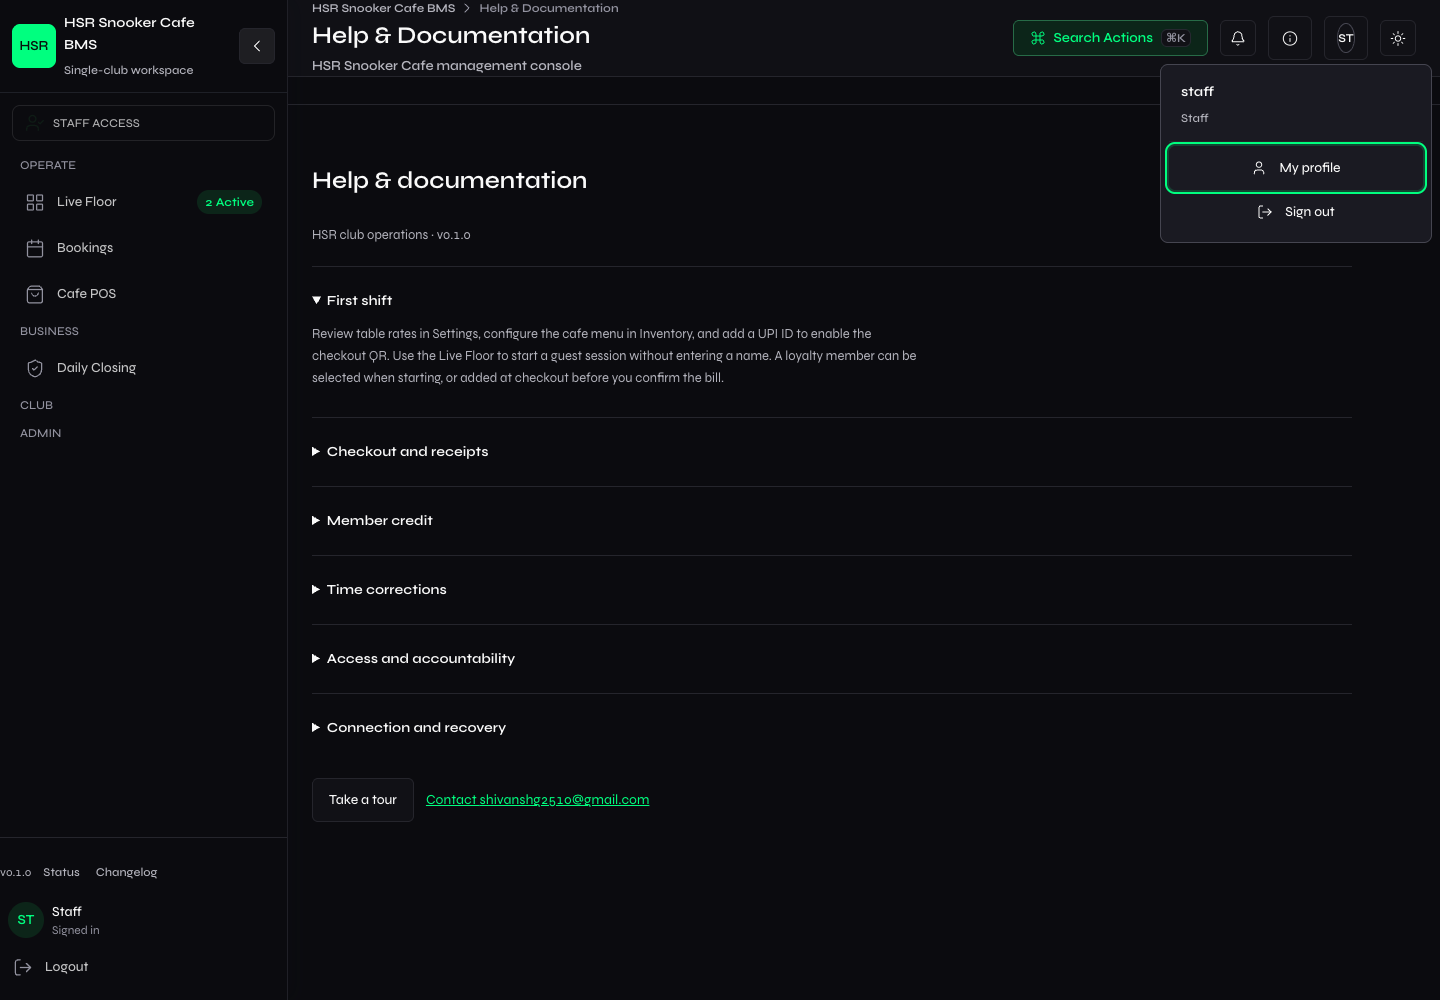 HSR
HSR Snooker Cafe
BMS
Single-club workspace
STAFF ACCESS
OPERATE
Live Floor
2 Active
Bookings
Cafe POS
BUSINESS
Daily Closing
CLUB
ADMIN
v0.1.0 Status Changelog
ST
Staff
Signed in
Logout
HSR Snooker Cafe BMS > Help & Documentation
Help & Documentation
HSR Snooker Cafe management console
Search Actions ⌘K
ST
staff
Staff
My profile
Sign out
Help & documentation
HSR club operations · v0.1.0
First shift
Review table rates in Settings, configure the cafe menu in Inventory, and add a UPI ID to enable the
checkout QR. Use the Live Floor to start a guest session without entering a name. A loyalty member can be
selected when starting, or added at checkout before you confirm the bill.
Checkout and receipts
Member credit
Time corrections
Access and accountability
Connection and recovery
Take a tour
Contact shivanshg2510@gmail.com